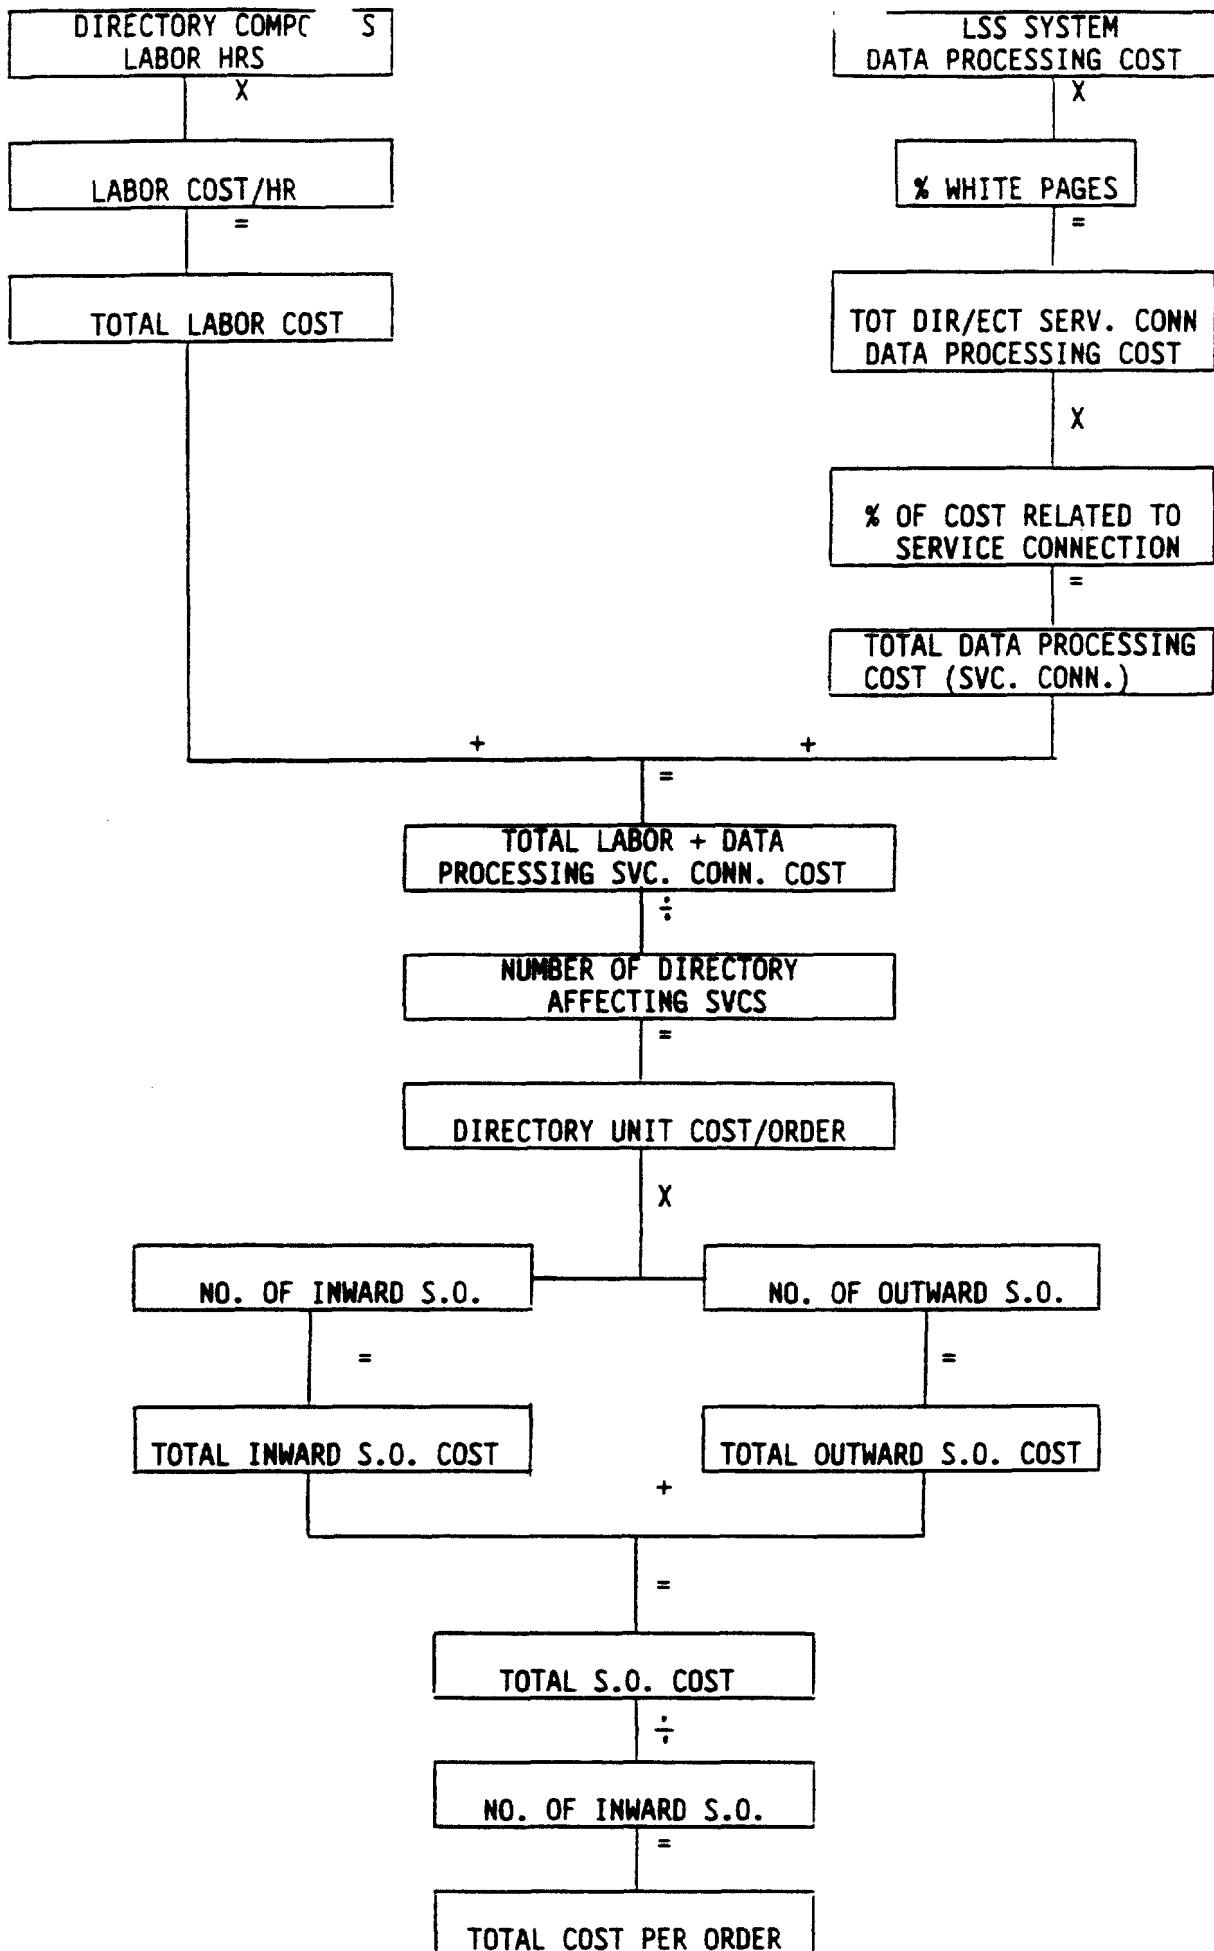 DIRECTORY S
LABOR HRS
X
LABOR COST/HR
=
TOTAL LABOR COST
LSS SYSTEM
DATA PROCESSING COST
X
% WHITE PAGES
=
TOT DIR/ECT SERV. CONN
DATA PROCESSING COST
X
% OF COST RELATED TO
SERVICE CONNECTION
=
TOTAL DATA PROCESSING
COST (SVC. CONN.)
+ +
=
TOTAL LABOR + DATA
PROCESSING SVC. CONN. COST
÷
NUMBER OF DIRECTORY
AFFECTING SVCS
=
DIRECTORY UNIT COST/ORDER
X
NO. OF INWARD S.O.
=
TOTAL INWARD S.O. COST
NO. OF OUTWARD S.O.
=
TOTAL OUTWARD S.O. COST
+
=
TOTAL S.O. COST
÷
NO. OF INWARD S.O.
=
TOTAL COST PER ORDER